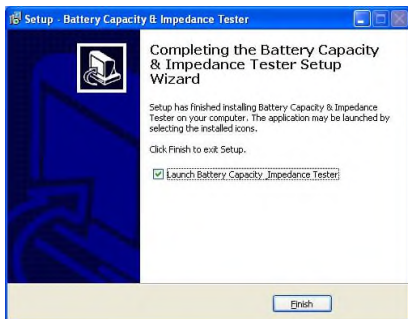 Setup - Battery Capacity & Impedance Tester
Completing the Battery Capacity
& Impedance Tester Setup
Wizard
Setup has finished installing Battery Capacity & Impedance
Tester on your computer. The application may be launched by
selecting the installed icons.
Click Finish to exit Setup.
Launch Battery Capacity_Impedance Tester
Finish